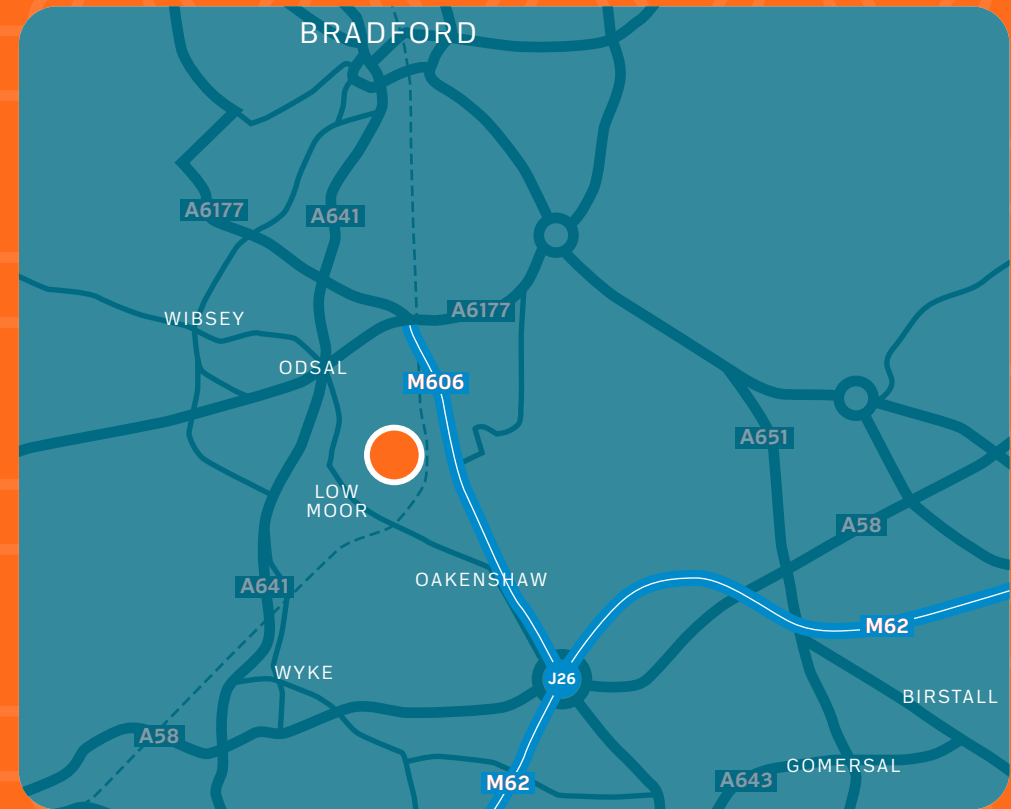 BRADFORD
A6177
A641
A6177
WIBSEY
ODSAL
M606
A651
LOW
MOOR
A58
OAKENSHAW
A641
M62
WYKE
J26
BIRSTALL
A58
GOMERSAL
M62
A643